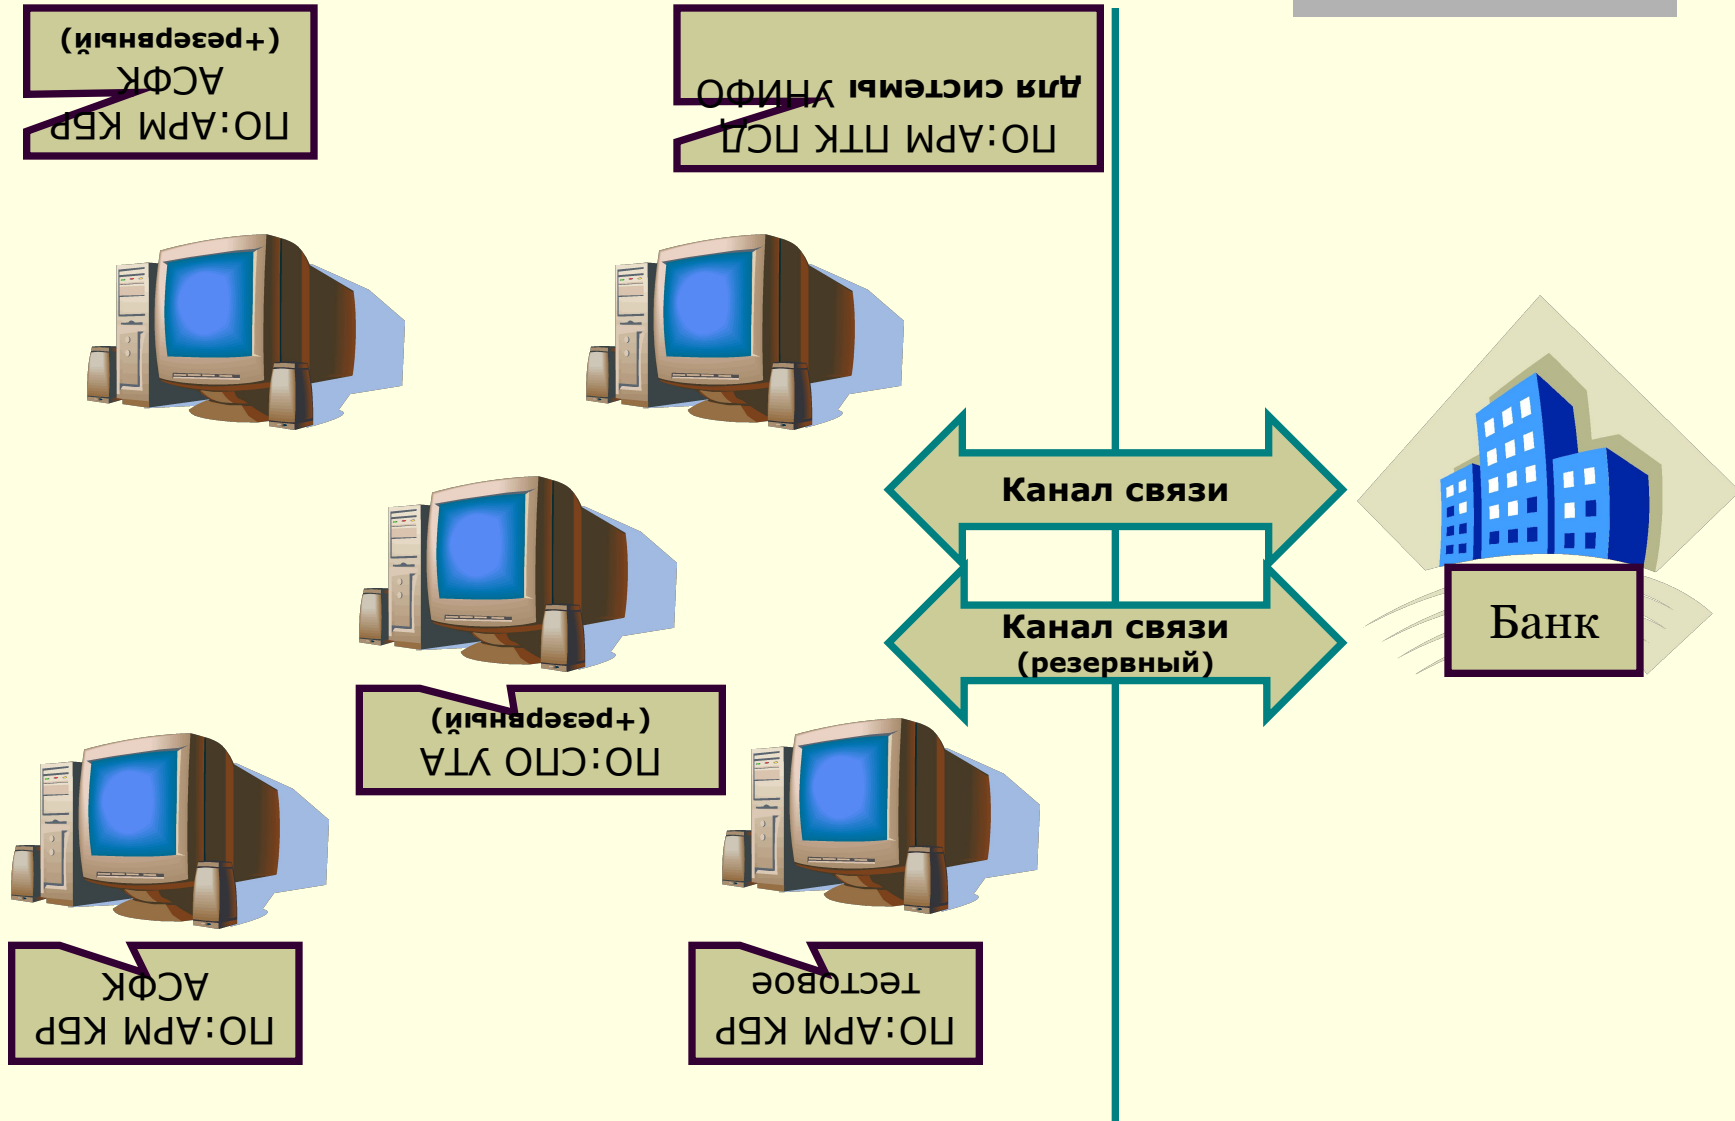 ПО:АРМ КБР
АСФК
(+резервный)
ПО:АРМ ПТК ПСД
для системы УНИФО
Канал связи
Канал связи
(резервный)
Банк
ПО:СПО УТА
(+резервный)
ПО:АРМ КБР
АСФК
ПО:АРМ КБР
тестовое